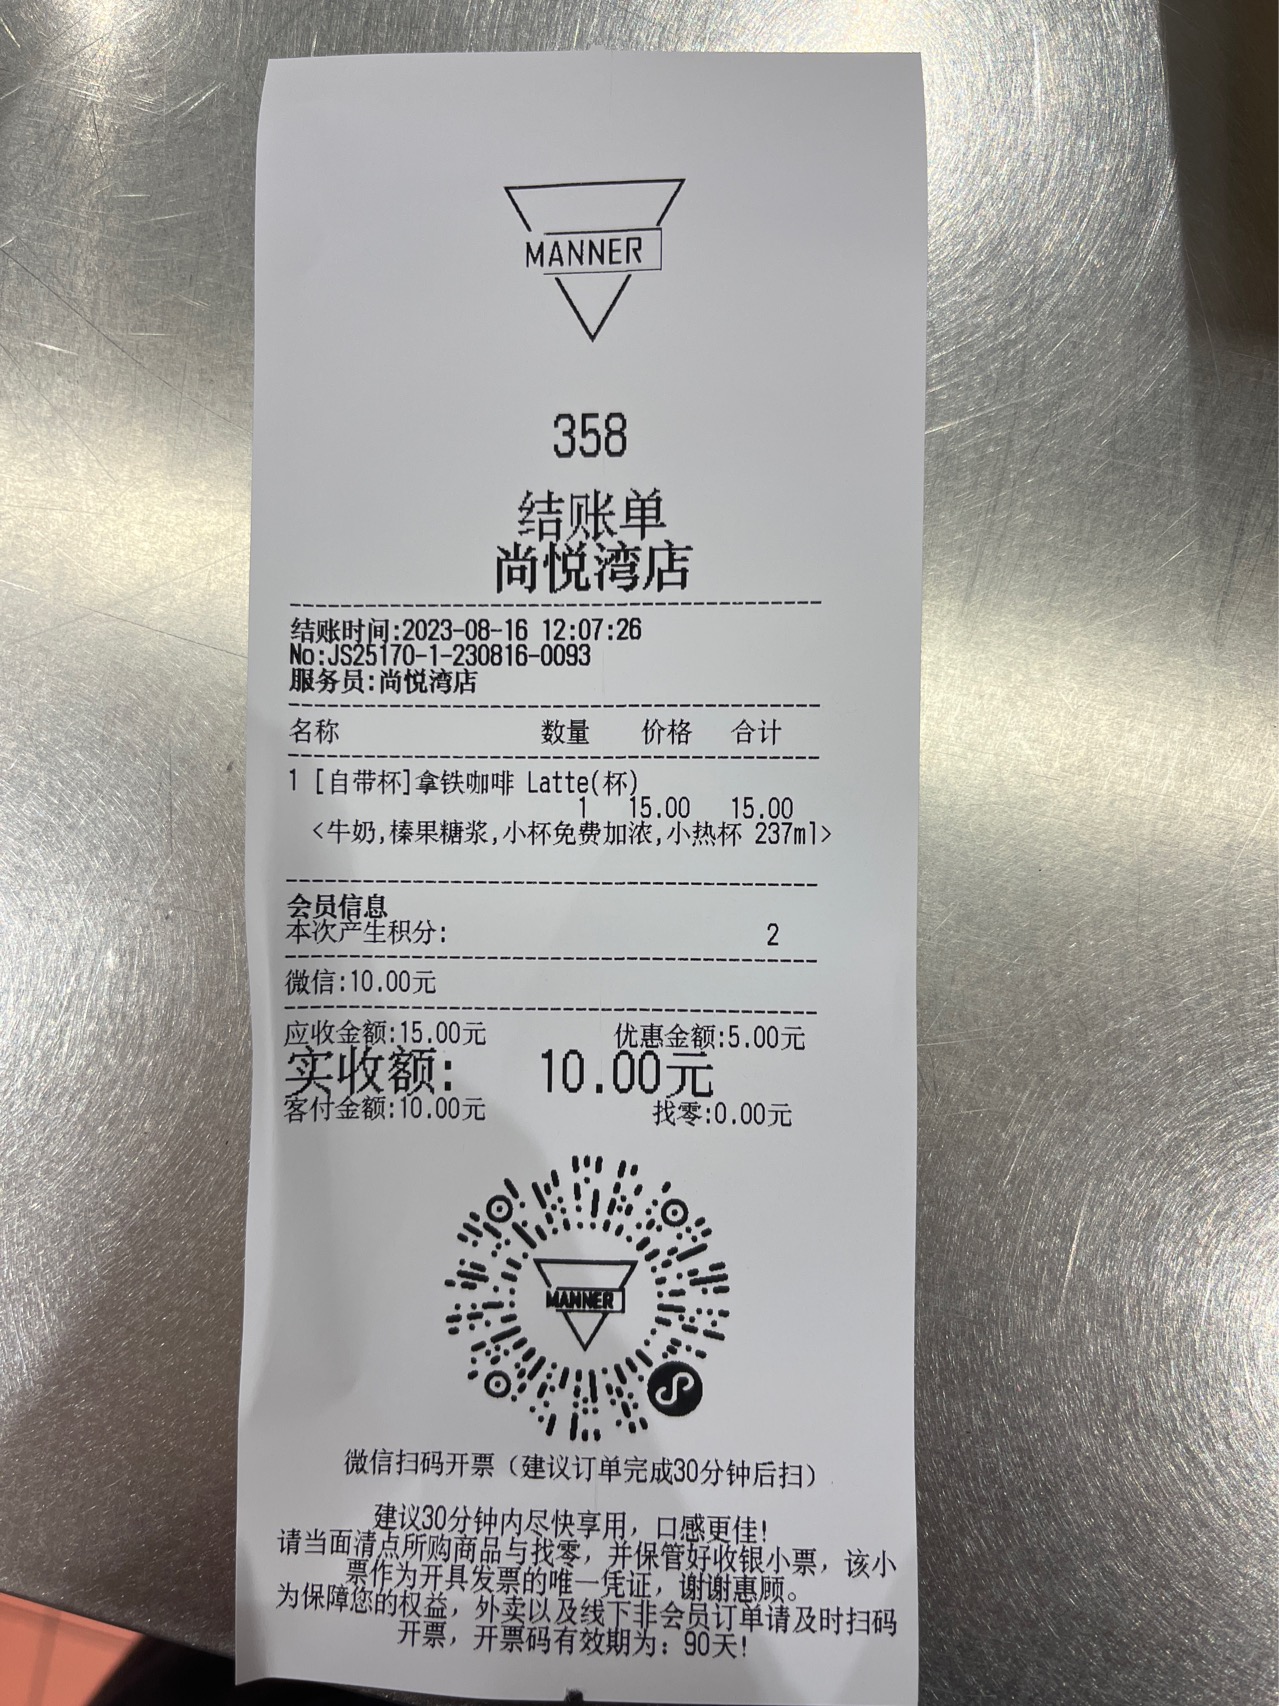 MANNER
358
结账单
尚悦湾店
结账时间:2023-08-16 12:07:26
No:JS25170-1-230816-0093
服务员:尚悦湾店
名称 数量 价格 合计
1 [自带杯]拿铁咖啡 Latte(杯)
1 15.00 15.00
<牛奶,榛果糖浆,小杯免费加浓,小热杯 237ml>
会员信息
本次产生积分: 2
微信:10.00元
应收金额:15.00元 优惠金额:5.00元
实收额: 10.00元
客付金额:10.00元 找零:0.00元
MANNER
微信扫码开票（建议订单完成30分钟后扫）
建议30分钟内尽快享用，口感更佳!
请当面清点所购商品与找零，并保管好收银小票，该小
票作为开具发票的唯一凭证，谢谢惠顾。
为保障您的权益，外卖以及线下非会员订单请及时扫码
开票，开票码有效期为：90天!